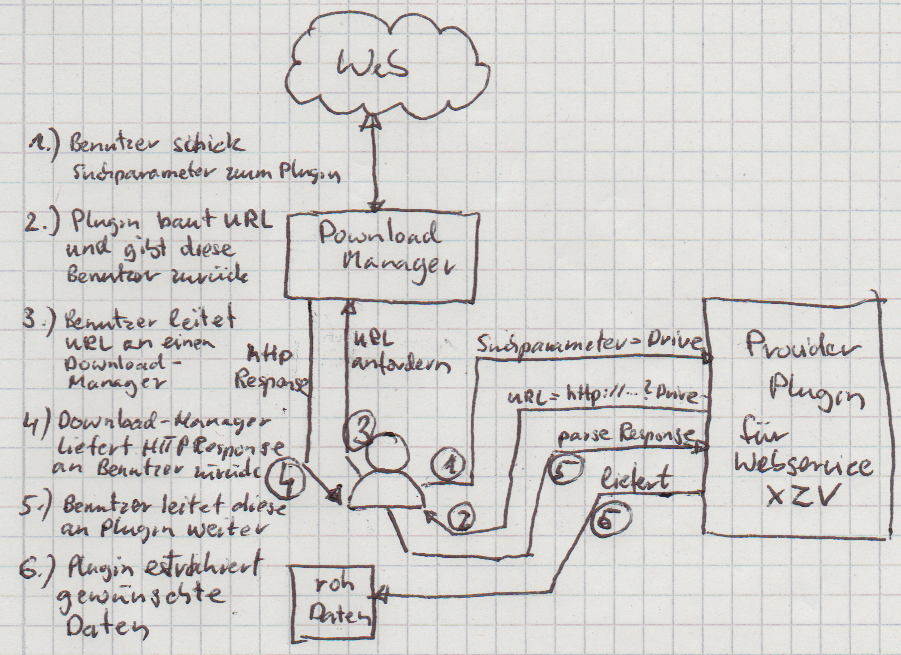 WeS
1.) Benutzer schick
Suchparameter zum Plugin
2.) Plugin baut URL
und gibt diese
Benutzer zurück
3.) Benutzer leitet
URL an einen
Download-
Manager
4) Download-Manager
liefert HTTP Response
an Benutzer zurück
5.) Benutzer leitet diese
an Plugin weiter
6.) Plugin extrahiert
gewünschte
Daten
Download
Manager
http
Response
URL
anfordern
3
4
1
2
5
6
Suchparameter=Drive
URL=http://...?Drive
parse Response
liefert
Provider
Plugin
für
Webservice
XZV
roh
Daten